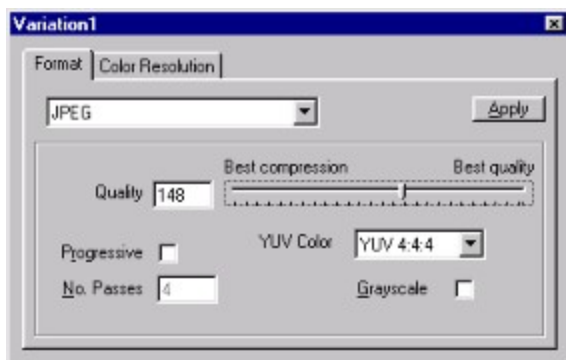 Variation1
Format Color Resolution
JPEG Apply
Best compression Best quality
Quality 148
YUV Color YUV 4:4:4
Progressive
No. Passes 4 Grayscale